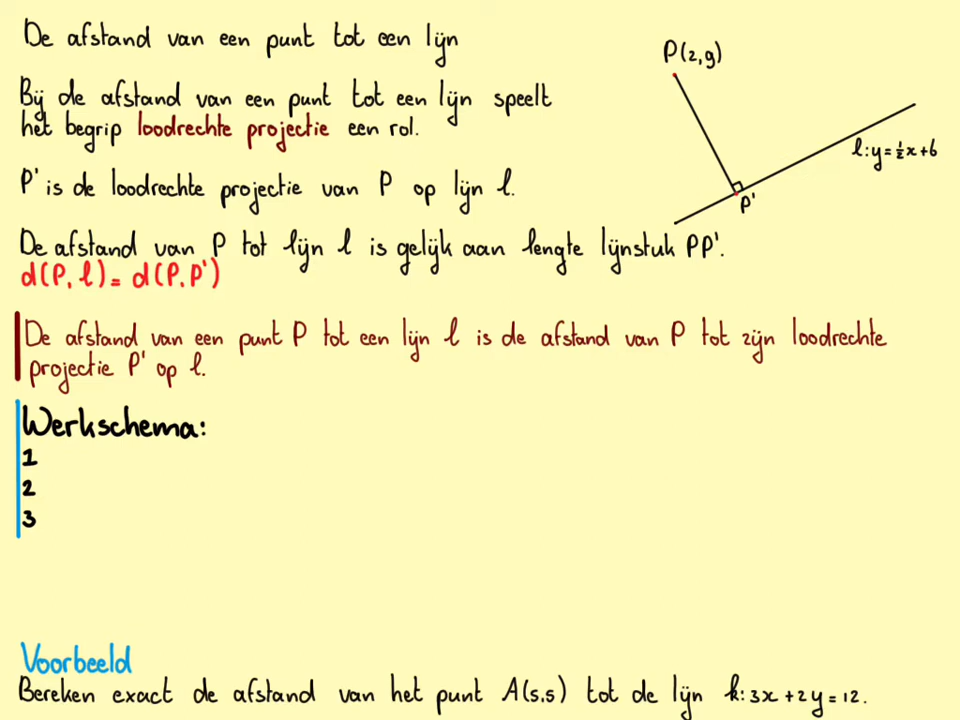 De afstand van een punt tot een lijn
P(2,9)
Bij de afstand van een punt tot een lijn speelt
het begrip loodrechte projectie een rol.
l: y = ½x + 6
P' is de loodrechte projectie van P op lijn l.
P'
De afstand van P tot lijn l is gelijk aan lengte lijnstuk PP'.
d(P, l) = d(P, P')
De afstand van een punt P tot een lijn l is de afstand van P tot zijn loodrechte
projectie P' op l.
Werkschema:
1
2
3
Voorbeeld
Bereken exact de afstand van het punt A(5,5) tot de lijn k: 3x + 2y = 12.